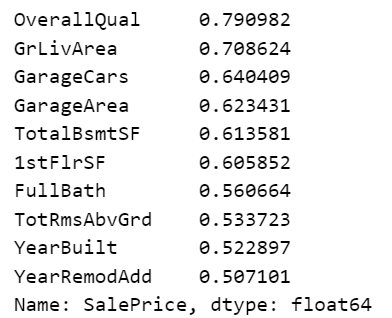 OverallQual     0.790982
GrLivArea       0.708624
GarageCars      0.640409
GarageArea      0.623431
TotalBsmtSF     0.613581
1stFlrSF        0.605852
FullBath        0.560664
TotRmsAbvGrd    0.533723
YearBuilt       0.522897
YearRemodAdd    0.507101
Name: SalePrice, dtype: float64